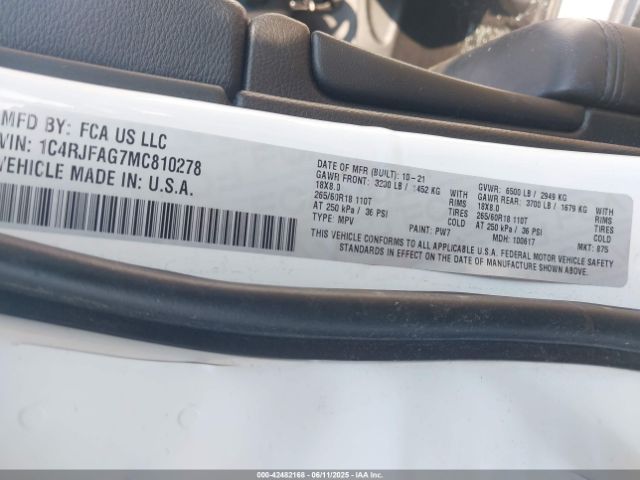 MFD BY: FCA US LLC
VIN: 1C4RJFAG7MC810278
VEHICLE MADE IN: U.S.A.
DATE OF MFR (BUILT): 10-21 GVWR: 6500 LB / 2949 KG
GAWR FRONT: 3200 LB / 1452 KG WITH GAWR REAR: 3700 LB / 1679 KG WITH
18X8.0 RIMS 18X8.0 RIMS
265/60R18 110T TIRES 265/60R18 110T TIRES
AT 250 kPa / 36 PSI COLD AT 250 kPa / 36 PSI COLD
TYPE: MPV PAINT: PW7 MDH: 100617 MKT: 875
THIS VEHICLE CONFORMS TO ALL APPLICABLE U.S.A. FEDERAL MOTOR VEHICLE SAFETY
STANDARDS IN EFFECT ON THE DATE OF MANUFACTURE SHOWN ABOVE.
000-42482168 - 06/11/2025 - IAAI.COM